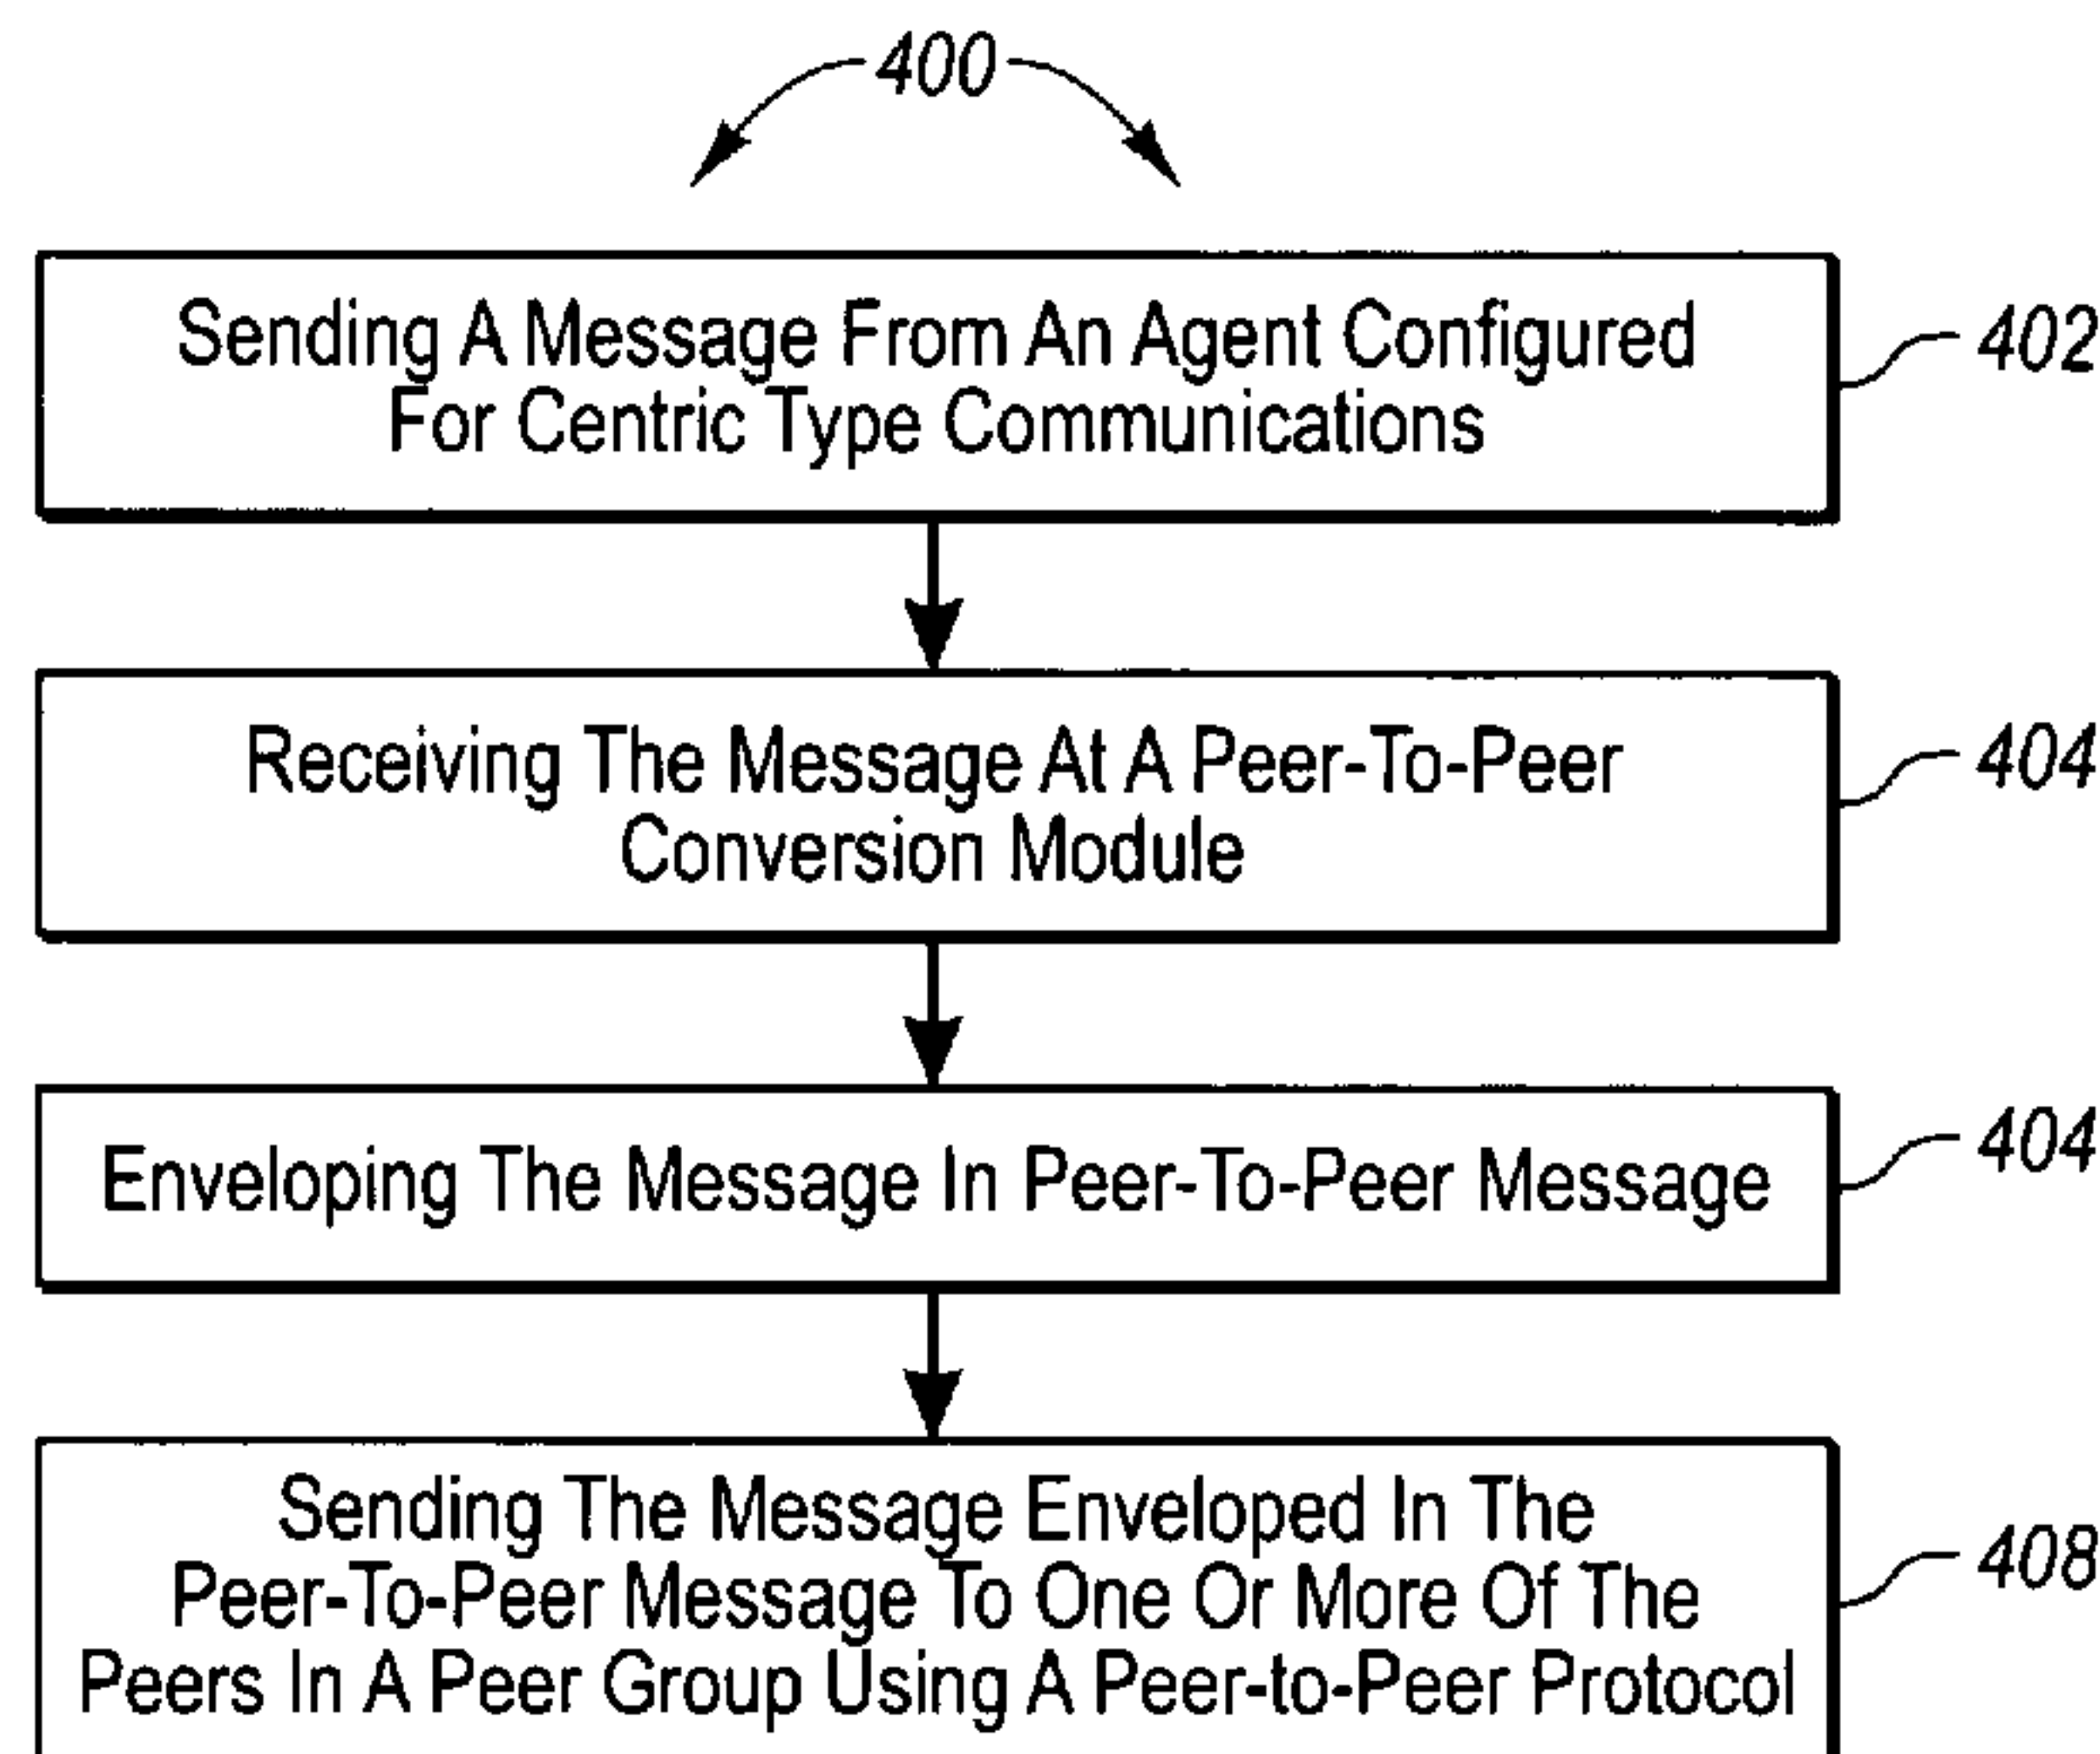 400
Sending A Message From An Agent Configured
For Centric Type Communications
402
Receiving The Message At A Peer-To-Peer
Conversion Module
404
Enveloping The Message In Peer-To-Peer Message
404
Sending The Message Enveloped In The
Peer-To-Peer Message To One Or More Of The
Peers In A Peer Group Using A Peer-to-Peer Protocol
408